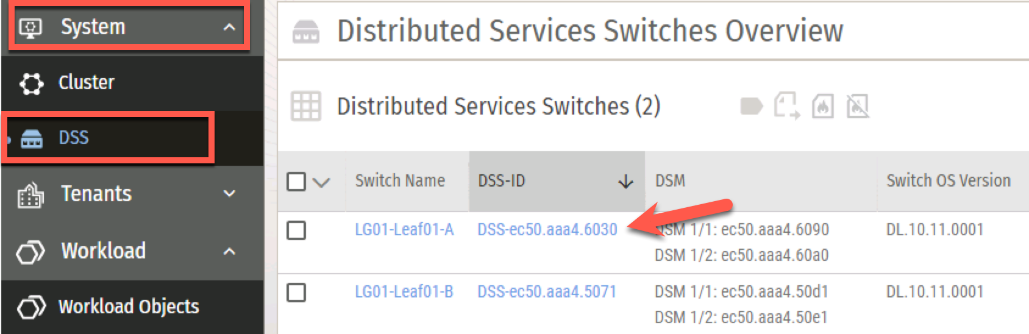 System
Cluster
DSS
Tenants
Workload
Workload Objects
Distributed Services Switches Overview
Distributed Services Switches (2)
Switch Name DSS-ID DSM Switch OS Version
LG01-Leaf01-A DSS-ec50.aaa4.6030 DSM 1/1: ec50.aaa4.6090 DL.10.11.0001
DSM 1/2: ec50.aaa4.60a0
LG01-Leaf01-B DSS-ec50.aaa4.5071 DSM 1/1: ec50.aaa4.50d1 DL.10.11.0001
DSM 1/2: ec50.aaa4.50e1